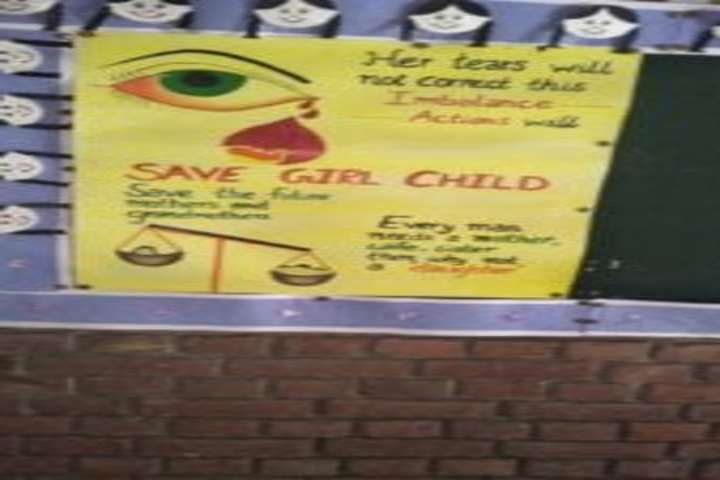 Her tears will
not correct this
Imbalance
Actions will
SAVE GIRL CHILD
Save the future
mothers and
grandmothers
Every man
needs a mother,
wife, sister
then why not
a daughter